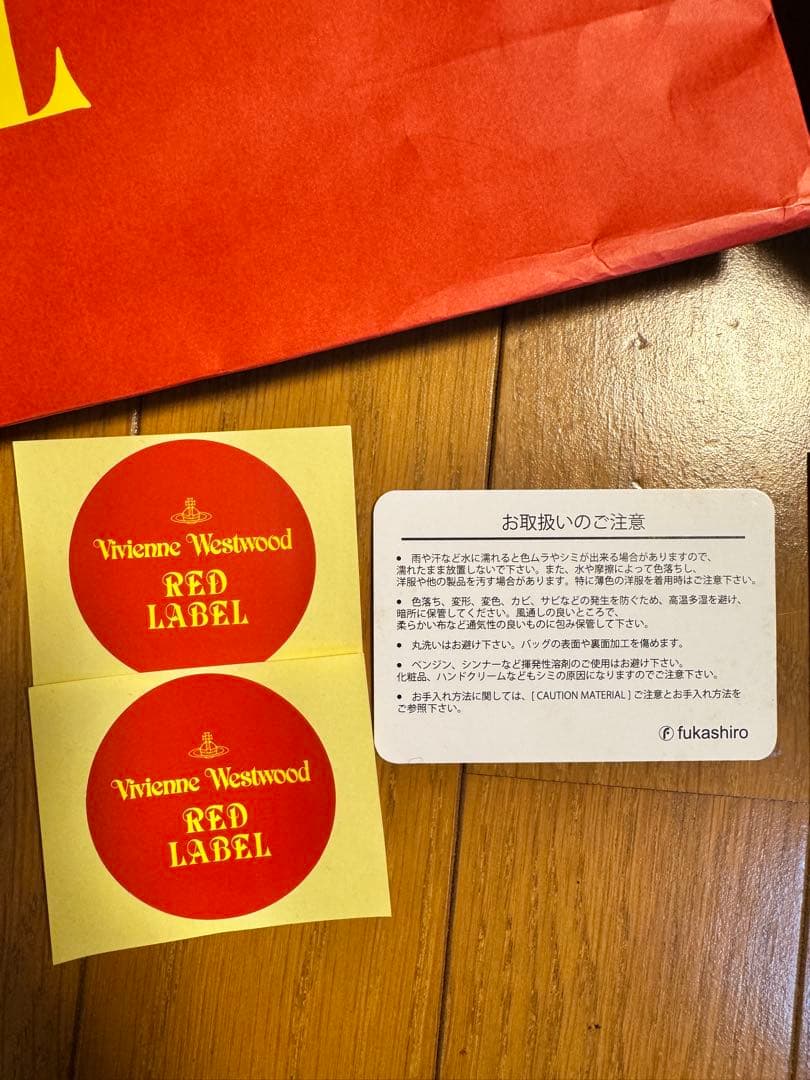 L
Vivienne Westwood
RED
LABEL
Vivienne Westwood
RED
LABEL
お取扱いのご注意
● 雨や汗など水に濡れると色ムラやシミが出来る場合がありますので、
濡れたまま放置しないで下さい。また、水や摩擦によって色落ちし、
洋服や他の製品を汚す場合があります。特に薄色の洋服を着用時はご注意下さい。
● 色落ち、変形、変色、カビ、サビなどの発生を防ぐため、高温多湿を避け、
暗所に保管してください。風通しの良いところで、
柔らかい布など通気性の良いものに包み保管して下さい。
● 丸洗いはお避け下さい。バッグの表面や裏面加工を傷めます。
● ベンジン、シンナーなど揮発性溶剤のご使用はお避け下さい。
化粧品、ハンドクリームなどもシミの原因になりますのでご注意下さい。
● お手入れ方法に関しては、[ CAUTION MATERIAL ] ご注意とお手入れ方法を
ご参照下さい。
fukashiro